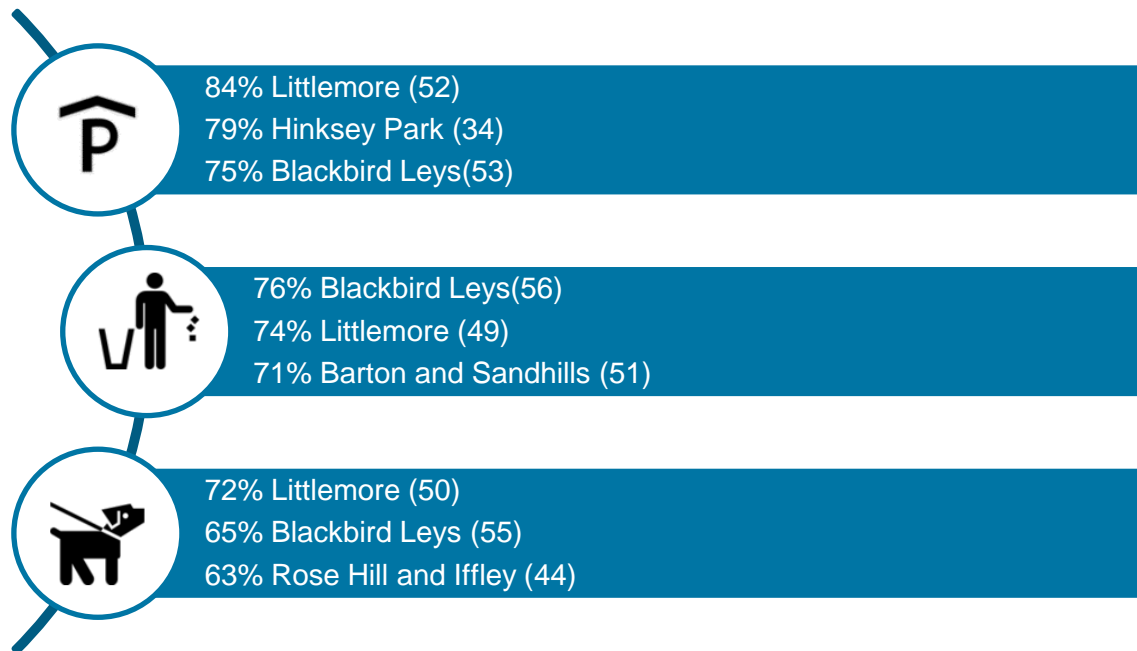 P
84% Littlemore (52)
79% Hinksey Park (34)
75% Blackbird Leys(53)
76% Blackbird Leys(56)
74% Littlemore (49)
71% Barton and Sandhills (51)
72% Littlemore (50)
65% Blackbird Leys (55)
63% Rose Hill and Iffley (44)